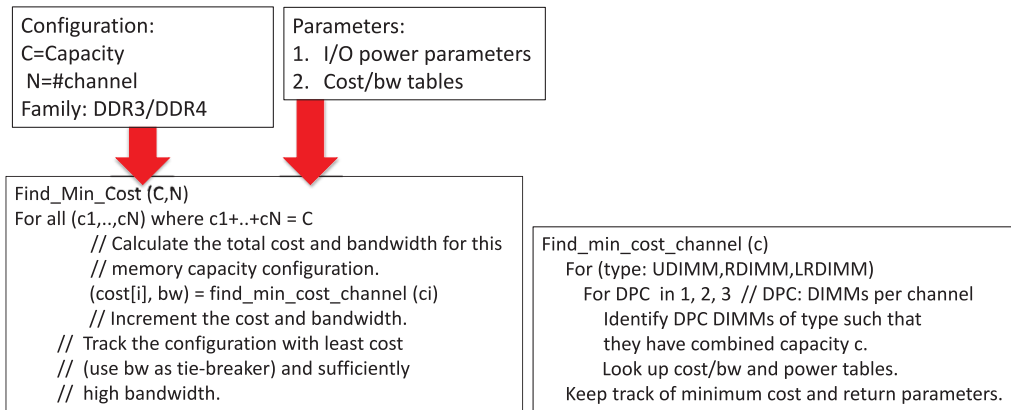 Configuration:
C=Capacity
N=#channel
Family: DDR3/DDR4
Parameters:
1. I/O power parameters
2. Cost/bw tables
Find_Min_Cost (C,N)
For all (c1,..,cN) where c1+..+cN = C
// Calculate the total cost and bandwidth for this
// memory capacity configuration.
(cost[i], bw) = find_min_cost_channel (ci)
// Increment the cost and bandwidth.
// Track the configuration with least cost
// (use bw as tie-breaker) and sufficiently
// high bandwidth.
Find_min_cost_channel (c)
For (type: UDIMM,RDIMM,LRDIMM)
For DPC in 1, 2, 3 // DPC: DIMMs per channel
Identify DPC DIMMs of type such that
they have combined capacity c.
Look up cost/bw and power tables.
Keep track of minimum cost and return parameters.